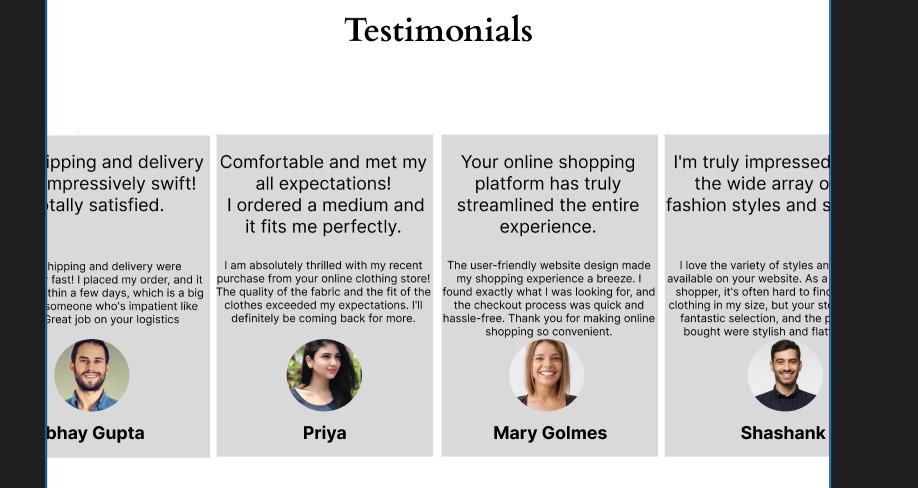 Testimonials
ipping and delivery
mpressively swift!
tally satisfied.
hipping and delivery were
fast! I placed my order, and it
thin a few days, which is a big
someone who's impatient like
Great job on your logistics
bhay Gupta
Comfortable and met my
all expectations!
I ordered a medium and
it fits me perfectly.
I am absolutely thrilled with my recent
purchase from your online clothing store!
The quality of the fabric and the fit of the
clothes exceeded my expectations. I'll
definitely be coming back for more.
Priya
Your online shopping
platform has truly
streamlined the entire
experience.
The user-friendly website design made
my shopping experience a breeze. I
found exactly what I was looking for, and
the checkout process was quick and
hassle-free. Thank you for making online
shopping so convenient.
Mary Golmes
I'm truly impressed
the wide array o
fashion styles and s
I love the variety of styles an
available on your website. As a
shopper, it's often hard to find
clothing in my size, but your st
fantastic selection, and the p
bought were stylish and flat
Shashank